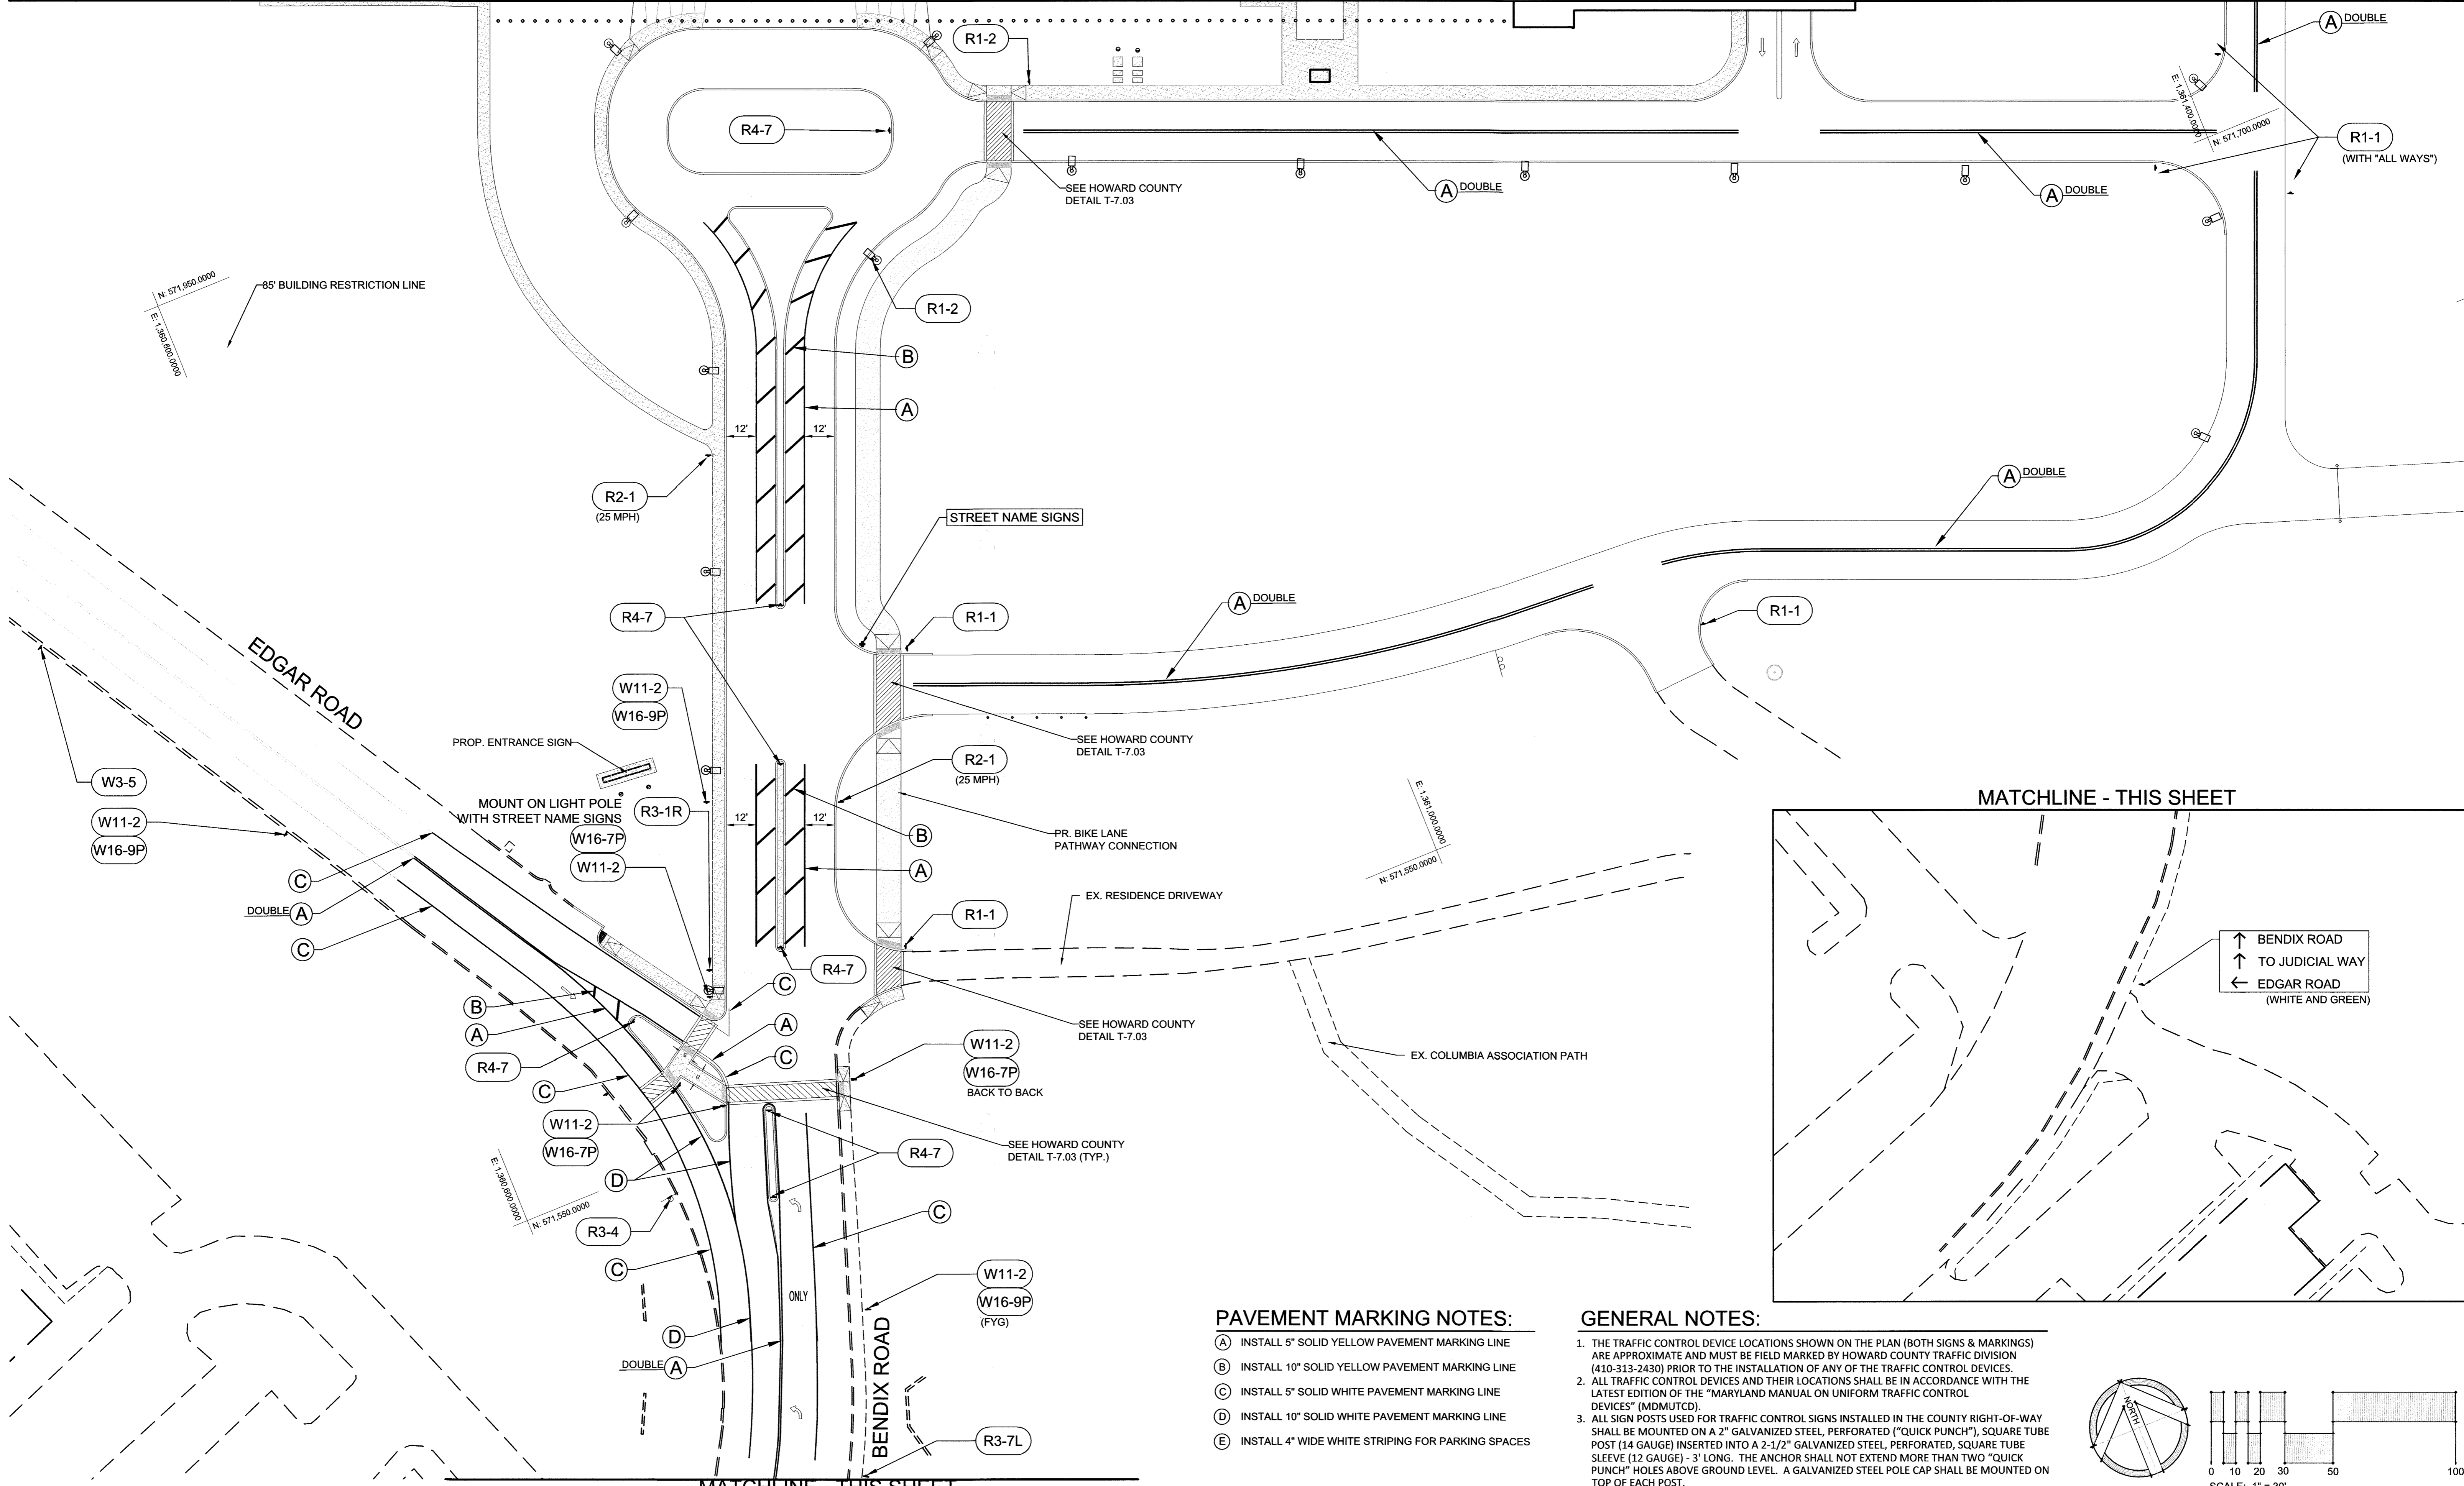 A DOUBLE
R1-2
R4-7
E: 1,361,400.0000
N: 571,700.0000
R1-1
(WITH "ALL WAYS")
SEE HOWARD COUNTY
DETAIL T-7.03
A DOUBLE
A DOUBLE
N: 571,950.0000
E: 1,360,600.0000
85' BUILDING RESTRICTION LINE
R1-2
B
A
12'
12'
R2-1
(25 MPH)
A DOUBLE
STREET NAME SIGNS
R4-7
R1-1
A DOUBLE
R1-1
EDGAR ROAD
W11-2
W16-9P
PROP. ENTRANCE SIGN
SEE HOWARD COUNTY
DETAIL T-7.03
R2-1
(25 MPH)
W3-5
MOUNT ON LIGHT POLE
WITH STREET NAME SIGNS
R3-1R
W11-2
W16-9P
W16-7P
W11-2
12'
12'
B
A
PR. BIKE LANE
PATHWAY CONNECTION
E: 1,361,000.0000
N: 571,550.0000
C
DOUBLE A
C
EX. RESIDENCE DRIVEWAY
R1-1
R4-7
C
B
A
R4-7
C
A
C
SEE HOWARD COUNTY
DETAIL T-7.03
W11-2
W16-7P
BACK TO BACK
EX. COLUMBIA ASSOCIATION PATH
W11-2
W16-7P
SEE HOWARD COUNTY
DETAIL T-7.03 (TYP.)
R4-7
D
E: 1,360,600.0000
N: 571,550.0000
R3-4
C
C
W11-2
W16-9P
(FYG)
ONLY
D
DOUBLE A
BENDIX ROAD
R3-7L
MATCHLINE - THIS SHEET
MATCHLINE - THIS SHEET
↑ BENDIX ROAD
↑ TO JUDICIAL WAY
← EDGAR ROAD
(WHITE AND GREEN)
PAVEMENT MARKING NOTES:
A INSTALL 5" SOLID YELLOW PAVEMENT MARKING LINE
B INSTALL 10" SOLID YELLOW PAVEMENT MARKING LINE
C INSTALL 5" SOLID WHITE PAVEMENT MARKING LINE
D INSTALL 10" SOLID WHITE PAVEMENT MARKING LINE
E INSTALL 4" WIDE WHITE STRIPING FOR PARKING SPACES
GENERAL NOTES:
1. THE TRAFFIC CONTROL DEVICE LOCATIONS SHOWN ON THE PLAN (BOTH SIGNS & MARKINGS)
ARE APPROXIMATE AND MUST BE FIELD MARKED BY HOWARD COUNTY TRAFFIC DIVISION
(410-313-2430) PRIOR TO THE INSTALLATION OF ANY OF THE TRAFFIC CONTROL DEVICES.
2. ALL TRAFFIC CONTROL DEVICES AND THEIR LOCATIONS SHALL BE IN ACCORDANCE WITH THE
LATEST EDITION OF THE "MARYLAND MANUAL ON UNIFORM TRAFFIC CONTROL
DEVICES" (MDMUTCD).
3. ALL SIGN POSTS USED FOR TRAFFIC CONTROL SIGNS INSTALLED IN THE COUNTY RIGHT-OF-WAY
SHALL BE MOUNTED ON A 2" GALVANIZED STEEL, PERFORATED ("QUICK PUNCH"), SQUARE TUBE
POST (14 GAUGE) INSERTED INTO A 2-1/2" GALVANIZED STEEL, PERFORATED, SQUARE TUBE
SLEEVE (12 GAUGE) - 3' LONG. THE ANCHOR SHALL NOT EXTEND MORE THAN TWO "QUICK
PUNCH" HOLES ABOVE GROUND LEVEL. A GALVANIZED STEEL POLE CAP SHALL BE MOUNTED ON
TOP OF EACH POST.
NORTH
0 10 20 30 50 100
SCALE: 1" = 30'